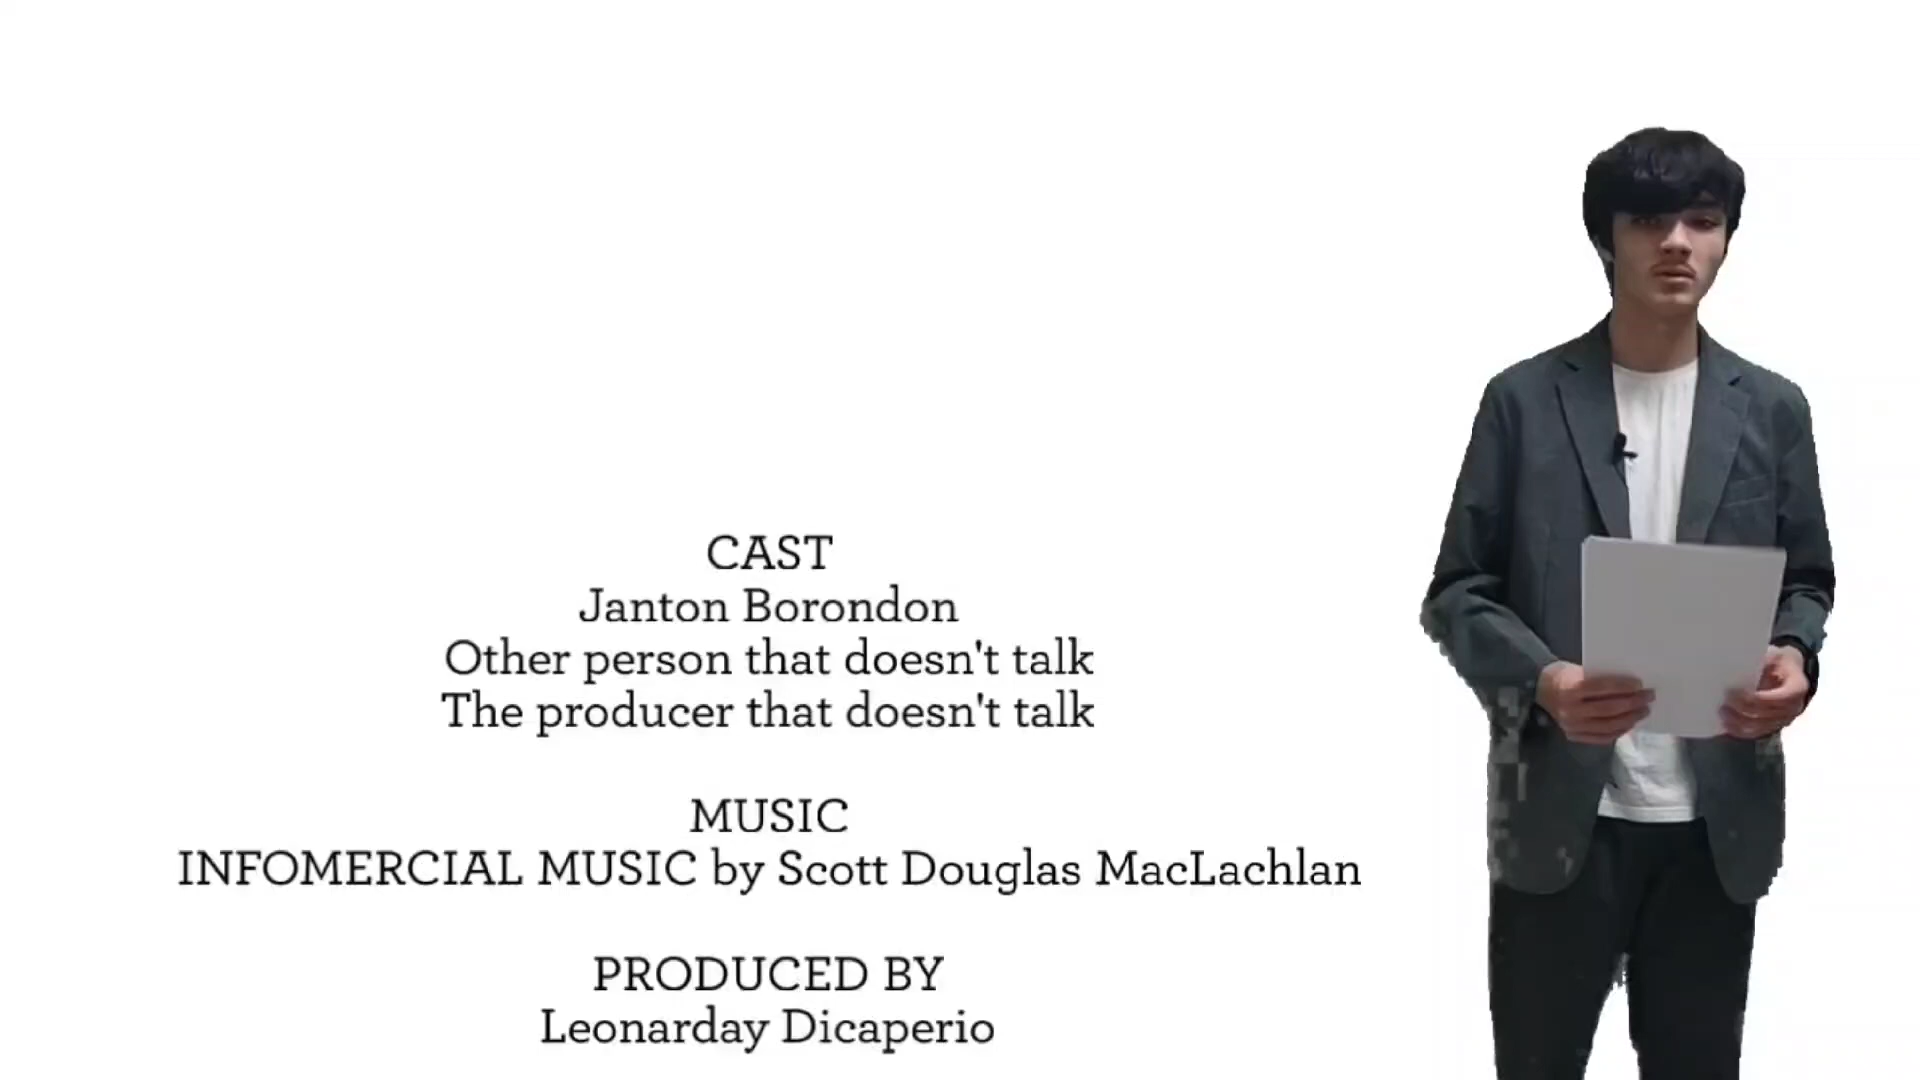 CAST
Janton Borondon
Other person that doesn't talk
The producer that doesn't talk
MUSIC
INFOMERCIAL MUSIC by Scott Douglas MacLachlan
PRODUCED BY
Leonarday Dicaperio